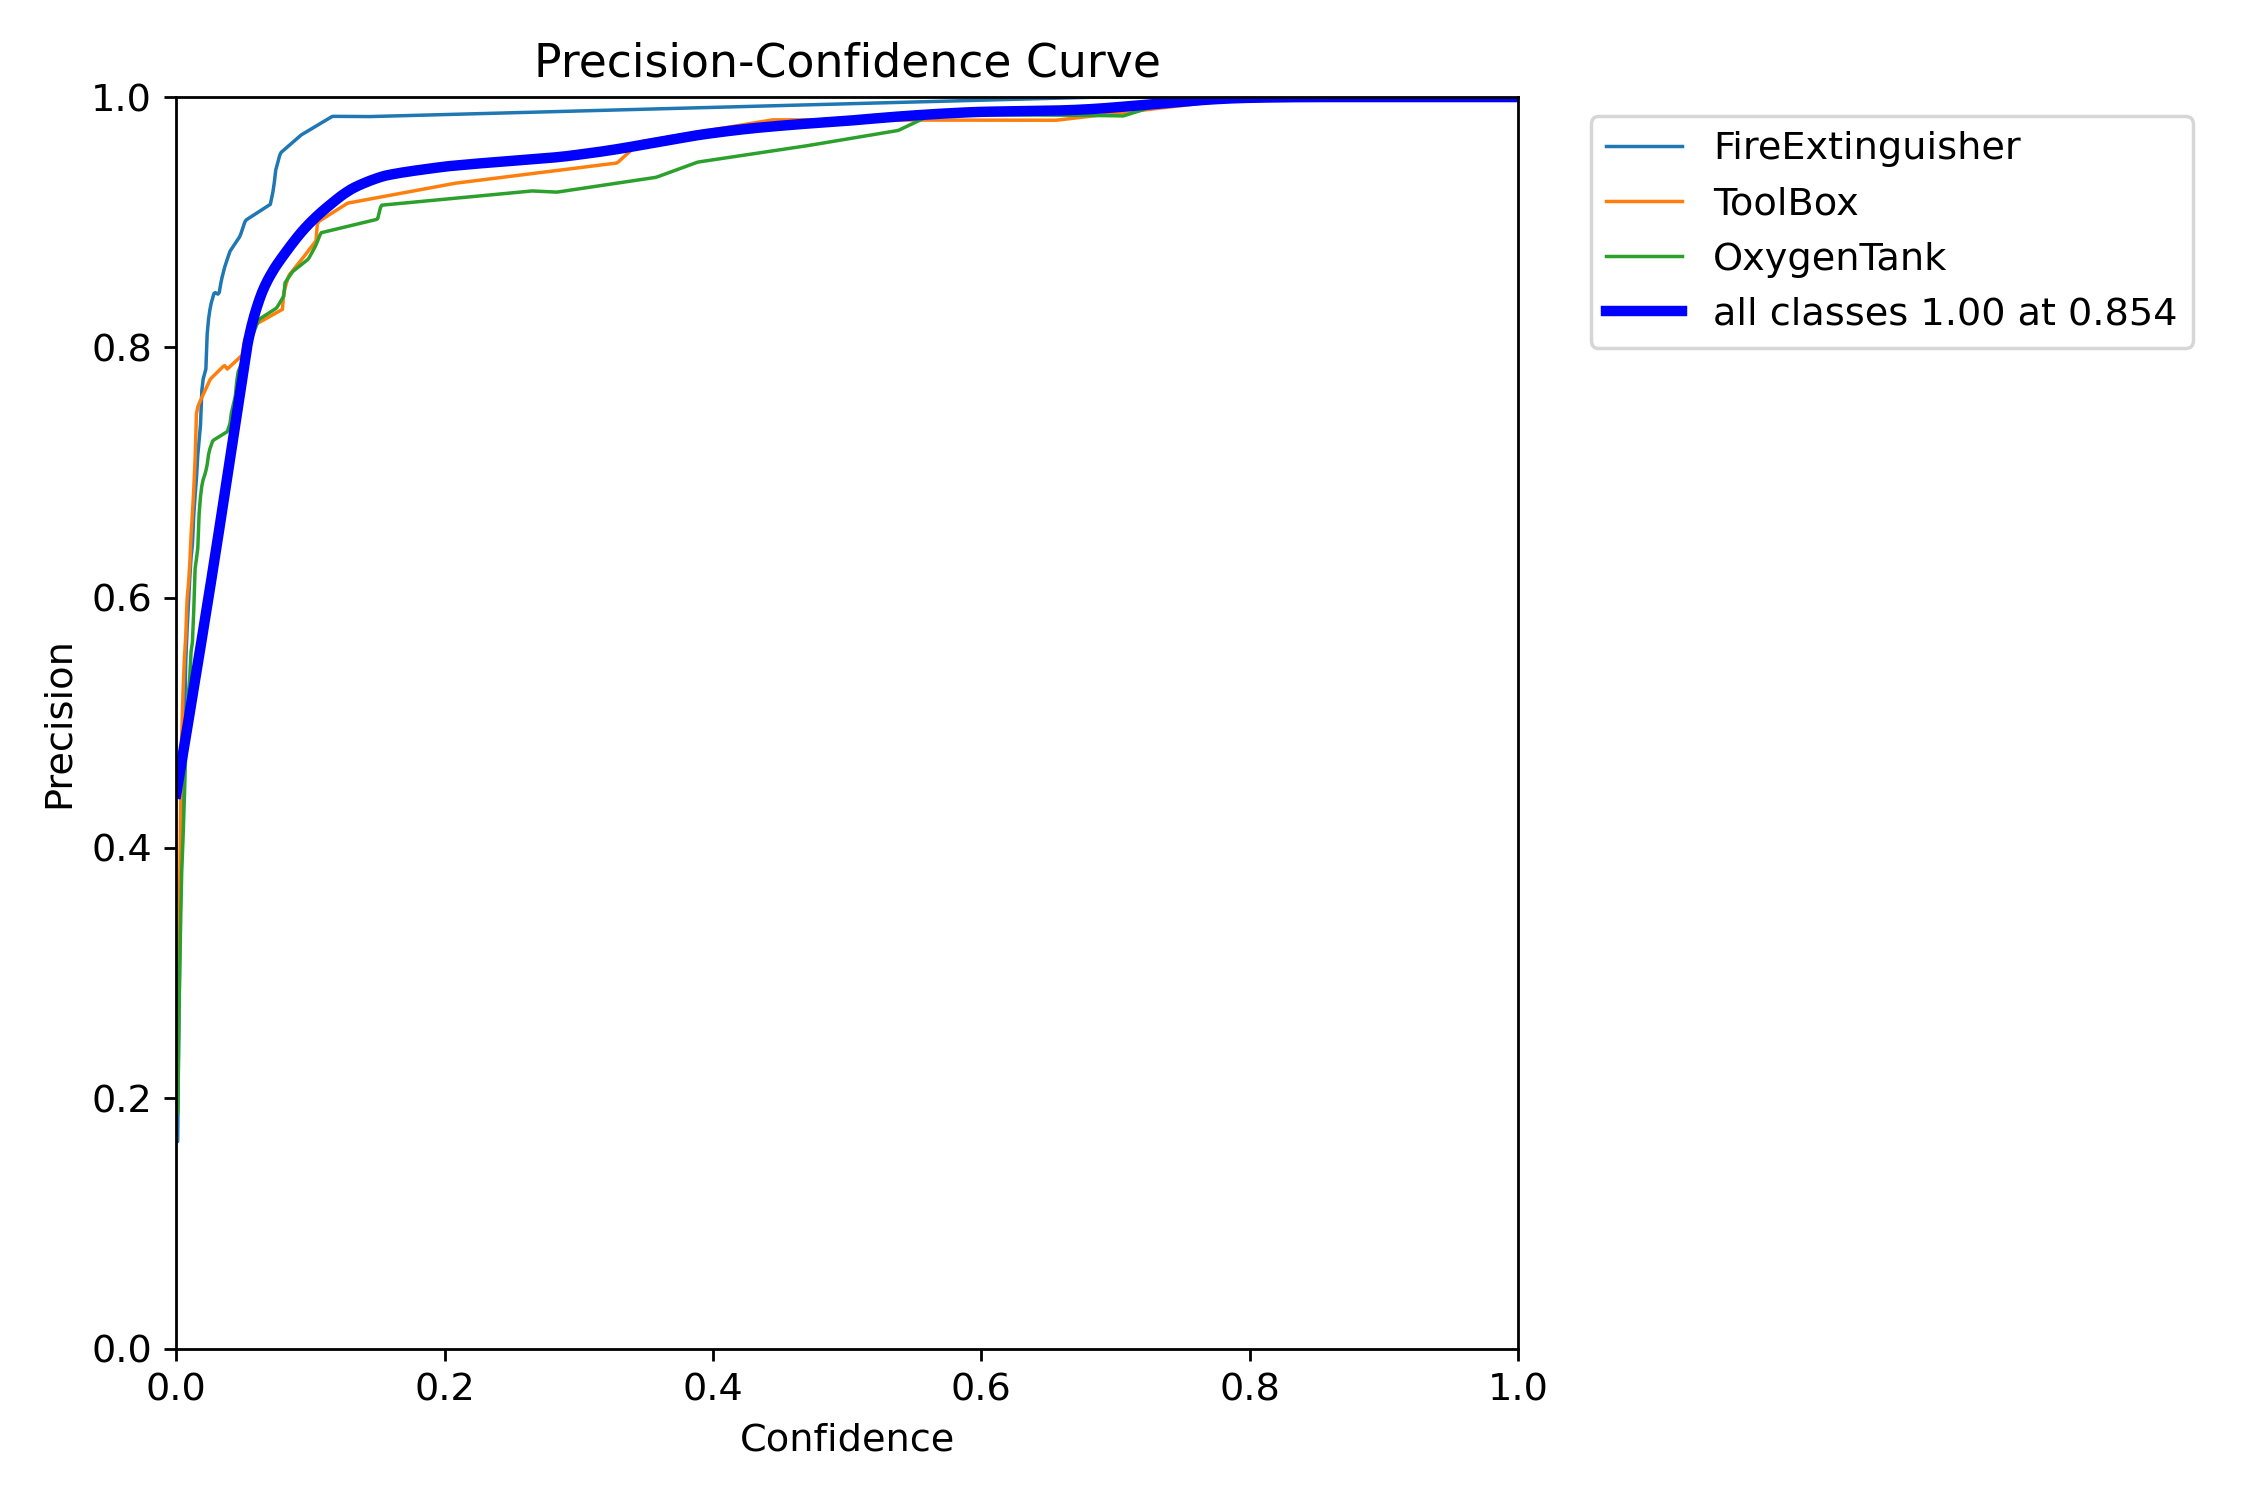 Precision-Confidence Curve
1.0
0.8
0.6
0.4
0.2
0.0
Precision
0.0 0.2 0.4 0.6 0.8 1.0
Confidence
FireExtinguisher
ToolBox
OxygenTank
all classes 1.00 at 0.854